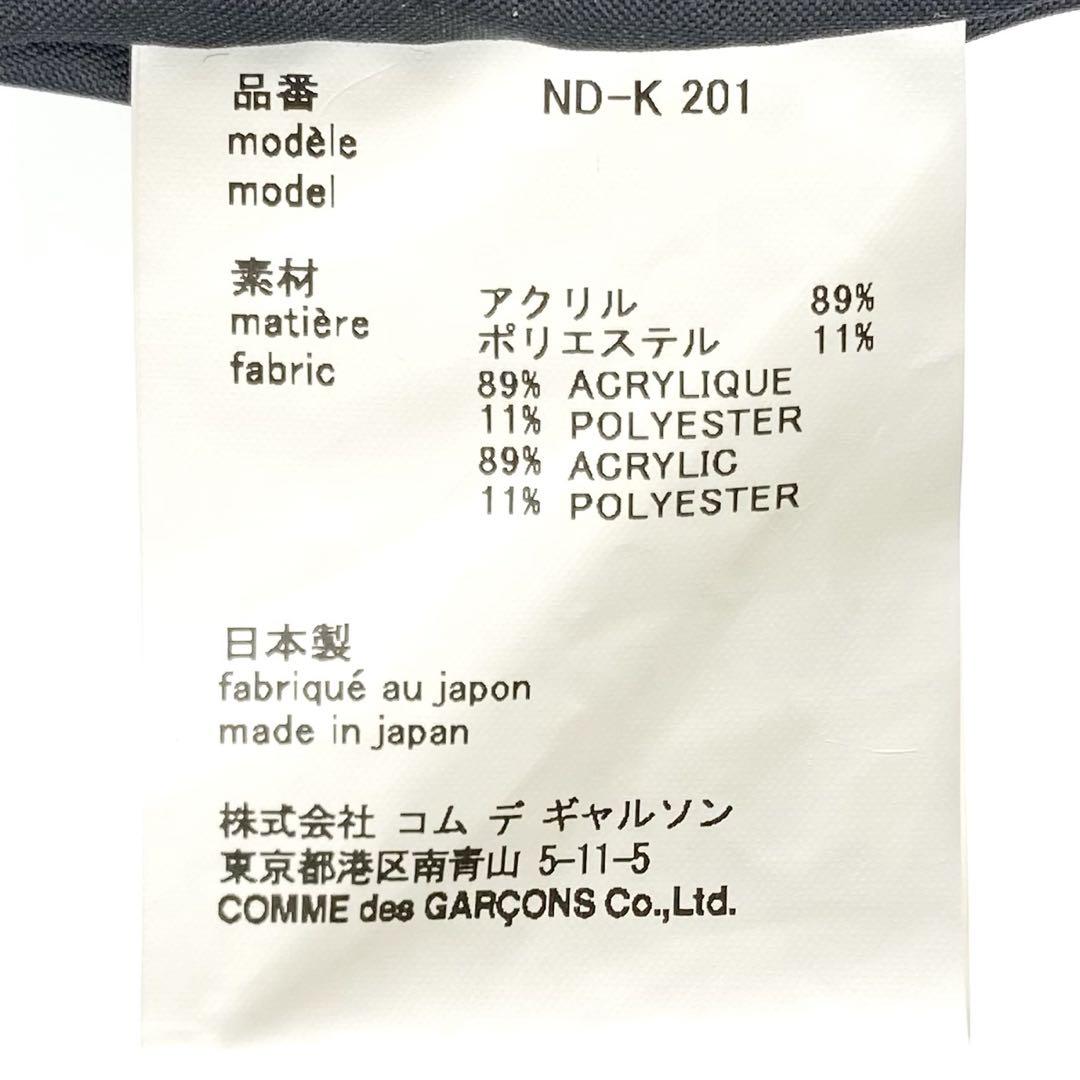 品番 ND-K 201
modèle
model
素材
matière
fabric
アクリル 89%
ポリエステル 11%
89% ACRYLIQUE
11% POLYESTER
89% ACRYLIC
11% POLYESTER
日本製
fabriqué au japon
made in japan
株式会社 コム デ ギャルソン
東京都港区南青山 5-11-5
COMME des GARÇONS Co.,Ltd.